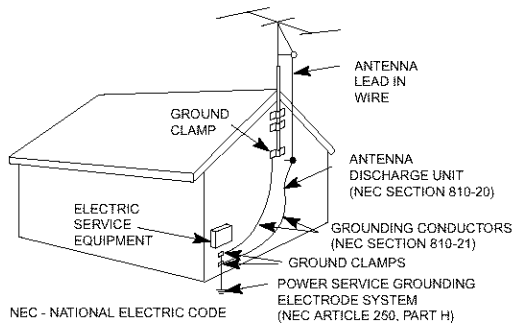 ANTENNA
LEAD IN
WIRE
GROUND
CLAMP
ANTENNA
DISCHARGE UNIT
(NEC SECTION 810-20)
ELECTRIC
SERVICE
EQUIPMENT
GROUNDING CONDUCTORS
(NEC SECTION 810-21)
GROUND CLAMPS
POWER SERVICE GROUNDING
ELECTRODE SYSTEM
(NEC ARTICLE 250, PART H)
NEC - NATIONAL ELECTRIC CODE